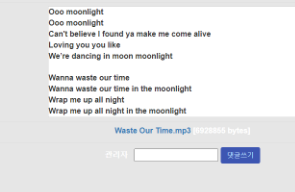 Ooo moonlight
Ooo moonlight
Can't believe I found ya make me come alive
Loving you you like
We're dancing in moon moonlight

Wanna waste our time
Wanna waste our time in the moonlight
Wrap me up all night
Wrap me up all night in the moonlight
Waste Our Time.mp3 [8928855 bytes]
관리자
댓글쓰기